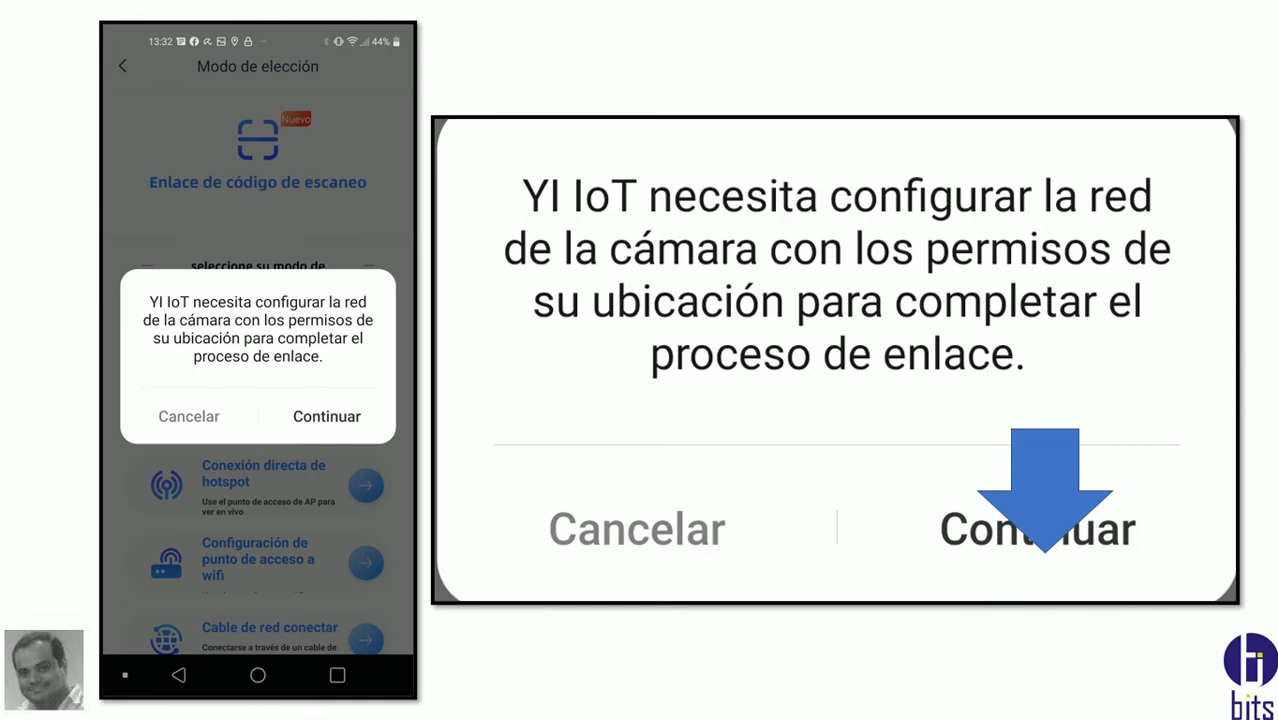 13:32
44%
Modo de elección
Nuevo
Enlace de código de escaneo
seleccione su modo de
YI IoT necesita configurar la red
de la cámara con los permisos de
su ubicación para completar el
proceso de enlace.
Cancelar
Continuar
Conexión directa de
hotspot
Use el punto de acceso de AP para
ver en vivo
Configuración de
punto de acceso a
wifi
Cable de red conectar
Conectarse a través de un cable de
YI IoT necesita configurar la red
de la cámara con los permisos de
su ubicación para completar el
proceso de enlace.
Cancelar
Continuar
bits